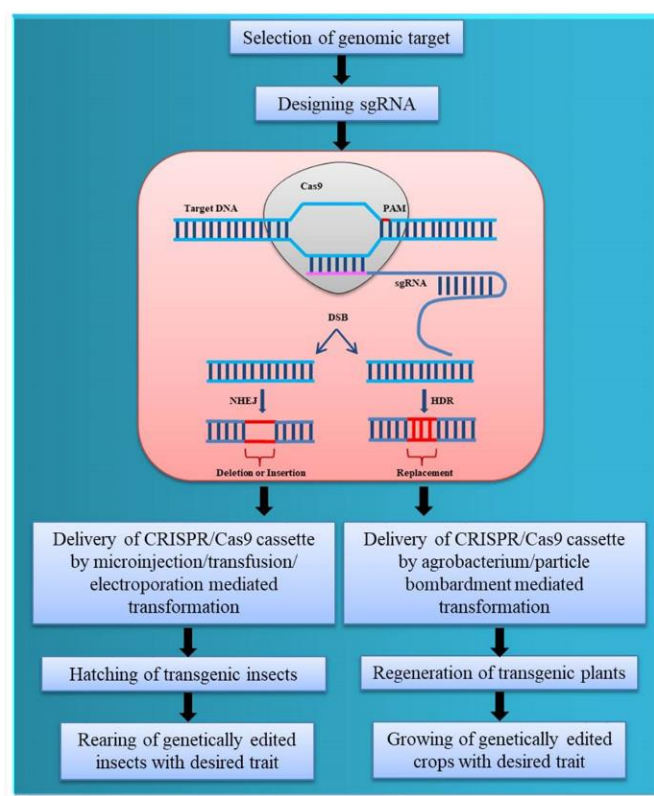 Selection of genomic target
Designing sgRNA
Cas9
Target DNA
PAM
sgRNA
DSB
NHEJ
HDR
Deletion or Insertion
Replacement
Delivery of CRISPR/Cas9 cassette
by microinjection/transfusion/
electroporation mediated
transformation
Delivery of CRISPR/Cas9 cassette
by agrobacterium/particle
bombardment mediated
transformation
Hatching of transgenic insects
Regeneration of transgenic plants
Rearing of genetically edited
insects with desired trait
Growing of genetically edited
crops with desired trait